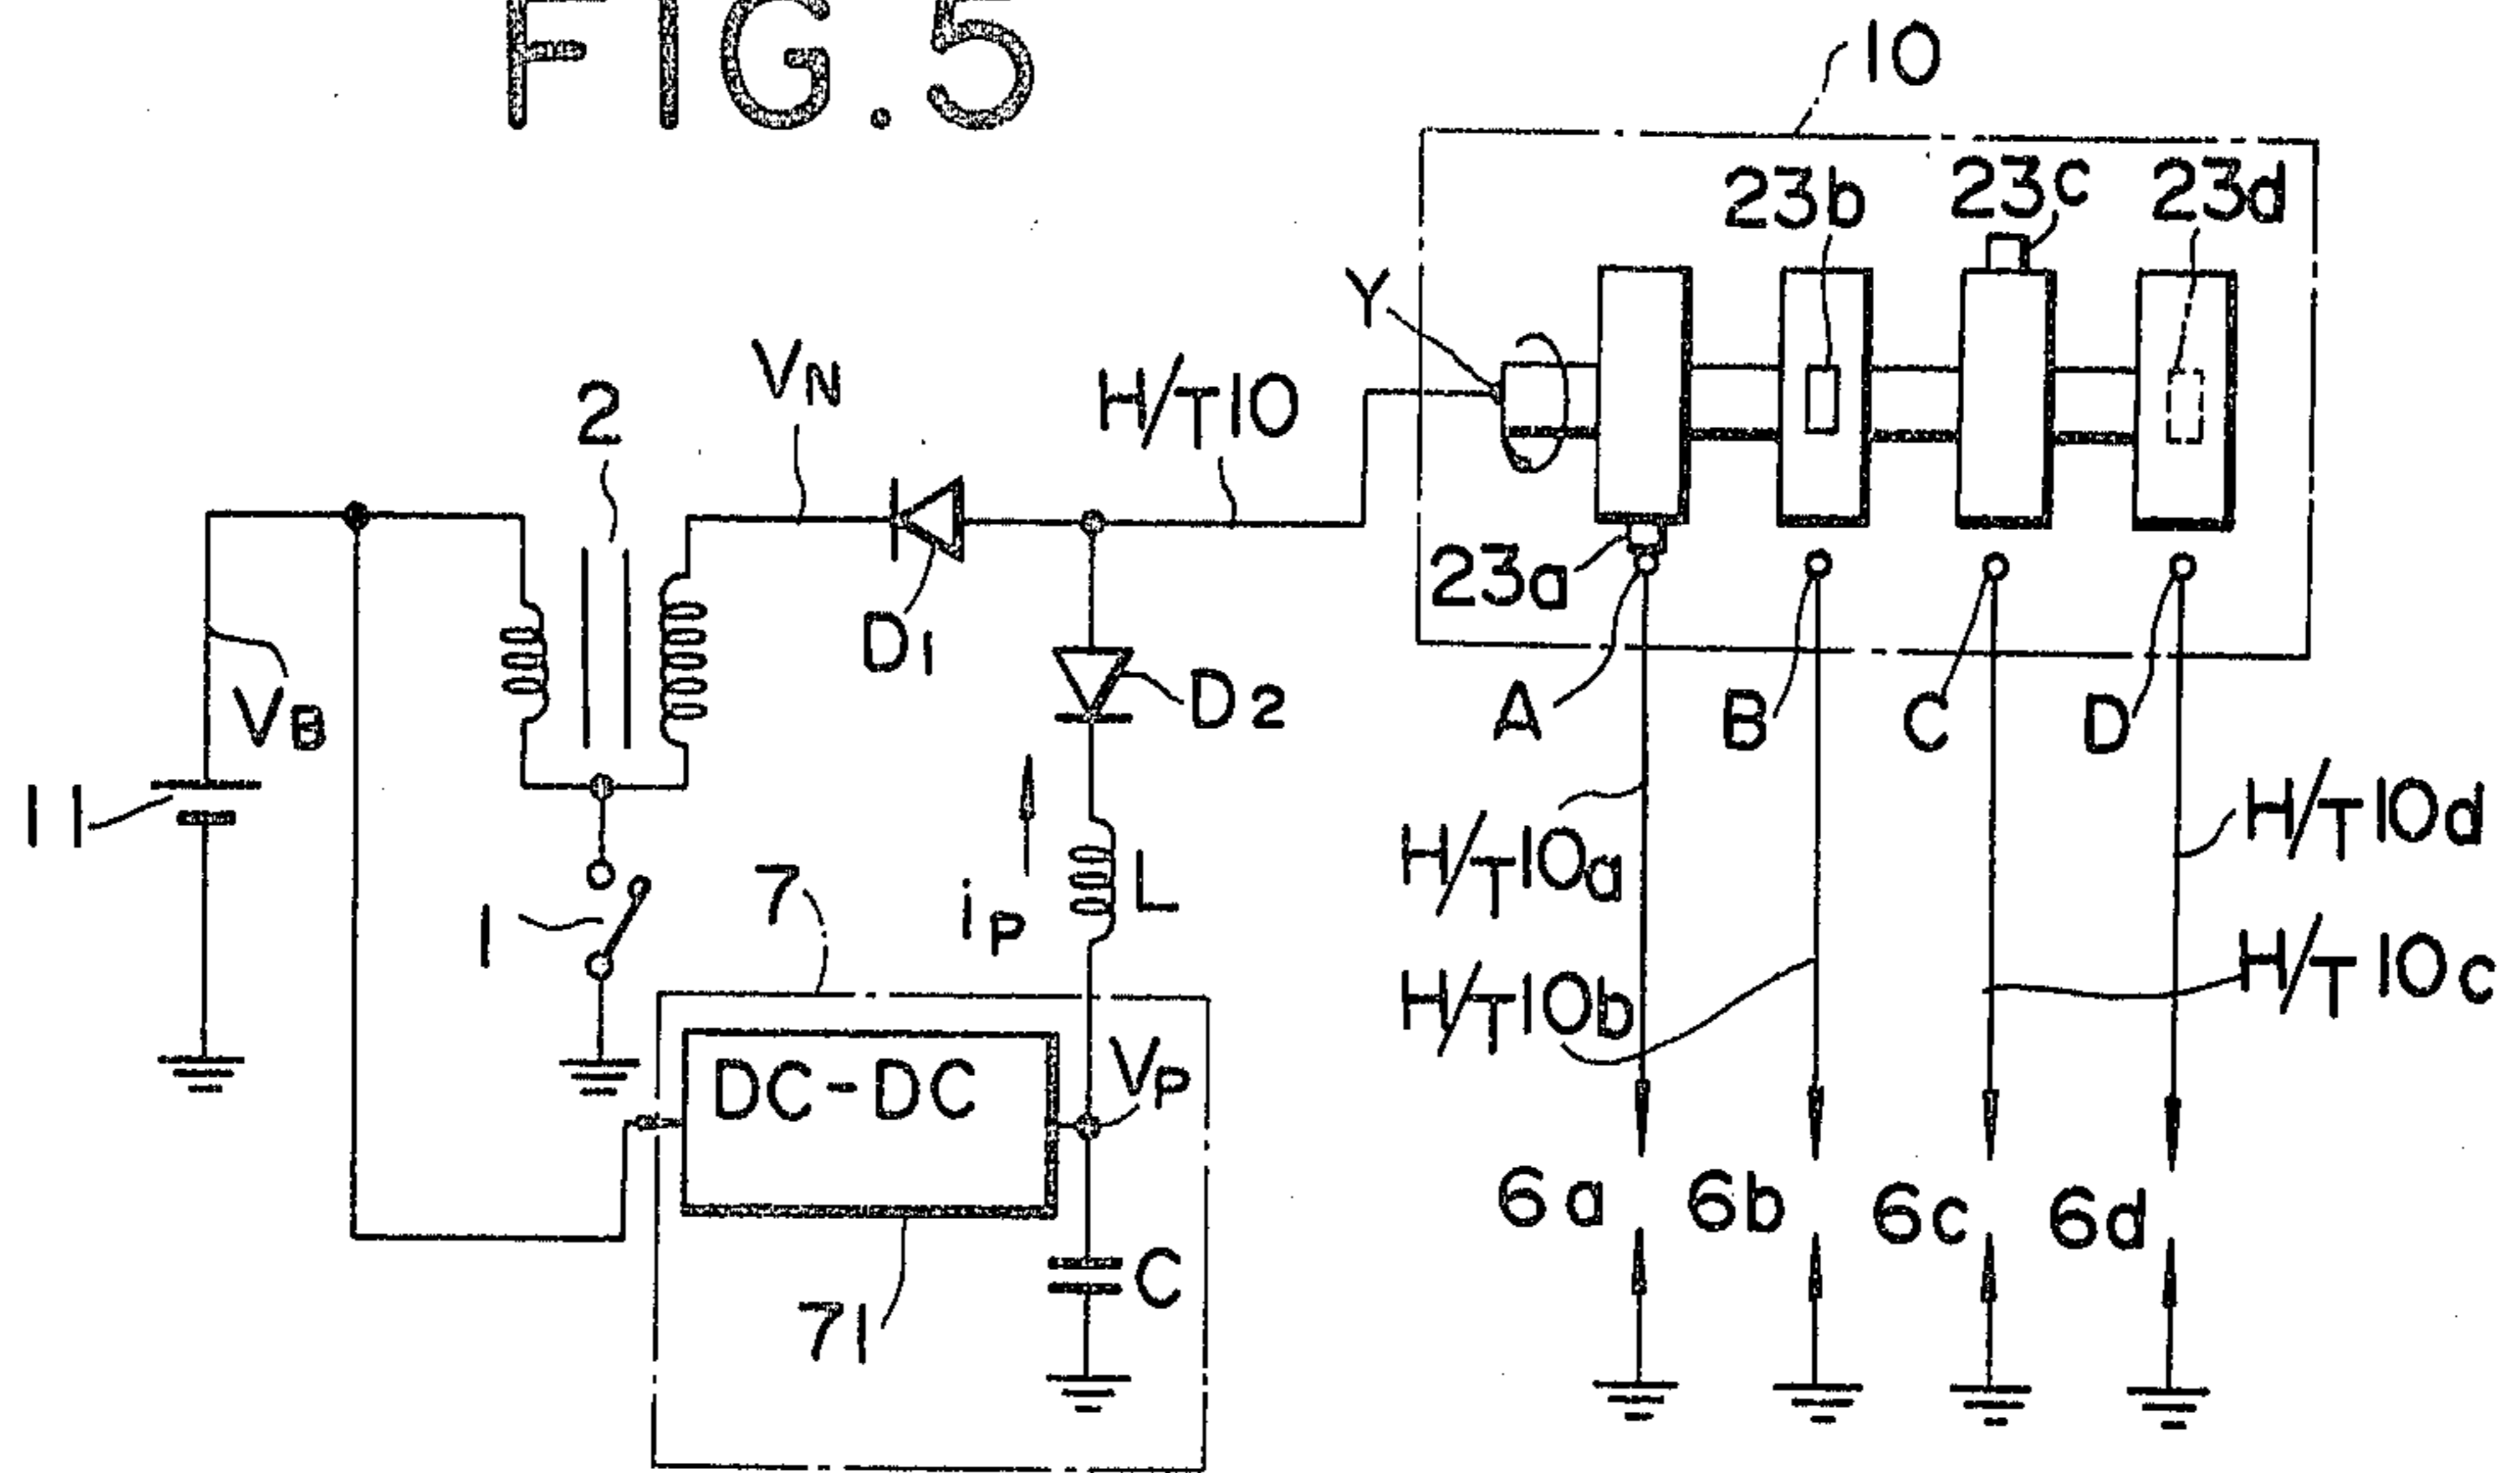 FIG.5
10
23b
23c
23d
Y
VN
2
H/T10
23a
D1
D2
VB
A
B
C
D
11
H/T10a
H/T10d
7
iP
L
1
H/T10b
H/T10c
DC-DC
VP
6a
6b
6c
6d
C
71